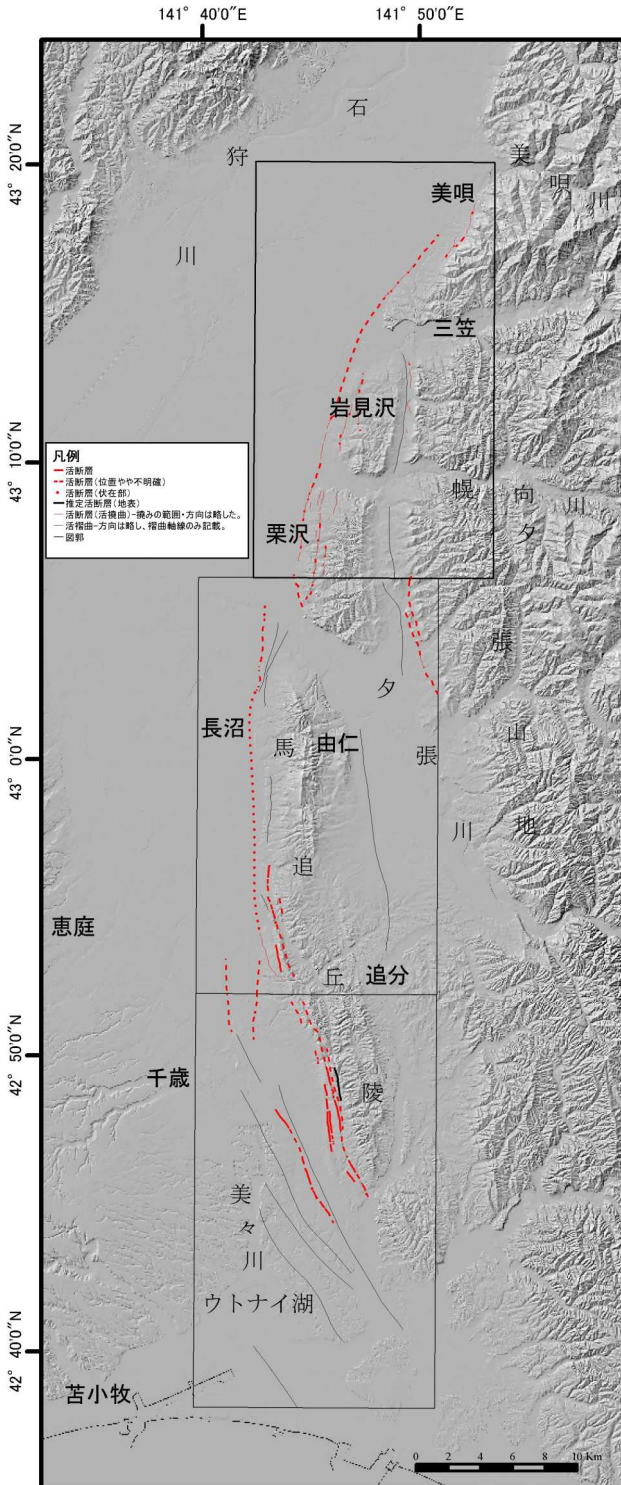 141° 40'0"E
141° 50'0"E
石
狩
川
43° 20'0"N
美唄川
美唄
三笠
岩見沢
43° 10'0"N
凡例
活断層
活断層(位置やや不明確)
活断層(伏在部)
推定活断層(地表)
活断層(活撓曲)-撓みの範囲・方向は略した。
活褶曲-方向は略し、褶曲軸線のみ記載。
図郭
幌向川
栗沢
夕張山地
夕張川
長沼
馬追丘陵
由仁
43° 0'0"N
恵庭
追分
42° 50'0"N
千歳
美々川
ウトナイ湖
42° 40'0"N
苫小牧
0 2 4 6 8 10 Km